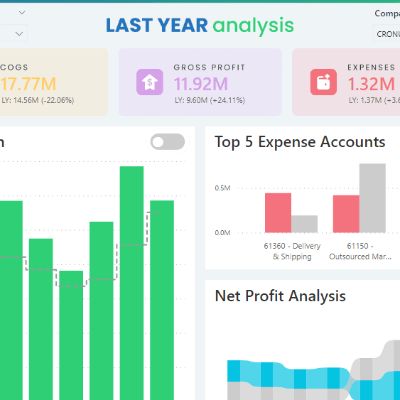 LAST YEAR analysis
Compa
CRONU
COGS
17.77M
LY: 14.56M (-22.06%)
GROSS PROFIT
11.92M
LY: 9.60M (+24.11%)
EXPENSES
1.32M
LY: 1.37M (+3.6
n
Top 5 Expense Accounts
0.5M
0.0M
61360 - Delivery
& Shipping
61150 -
Outsourced Mar...
Net Profit Analysis